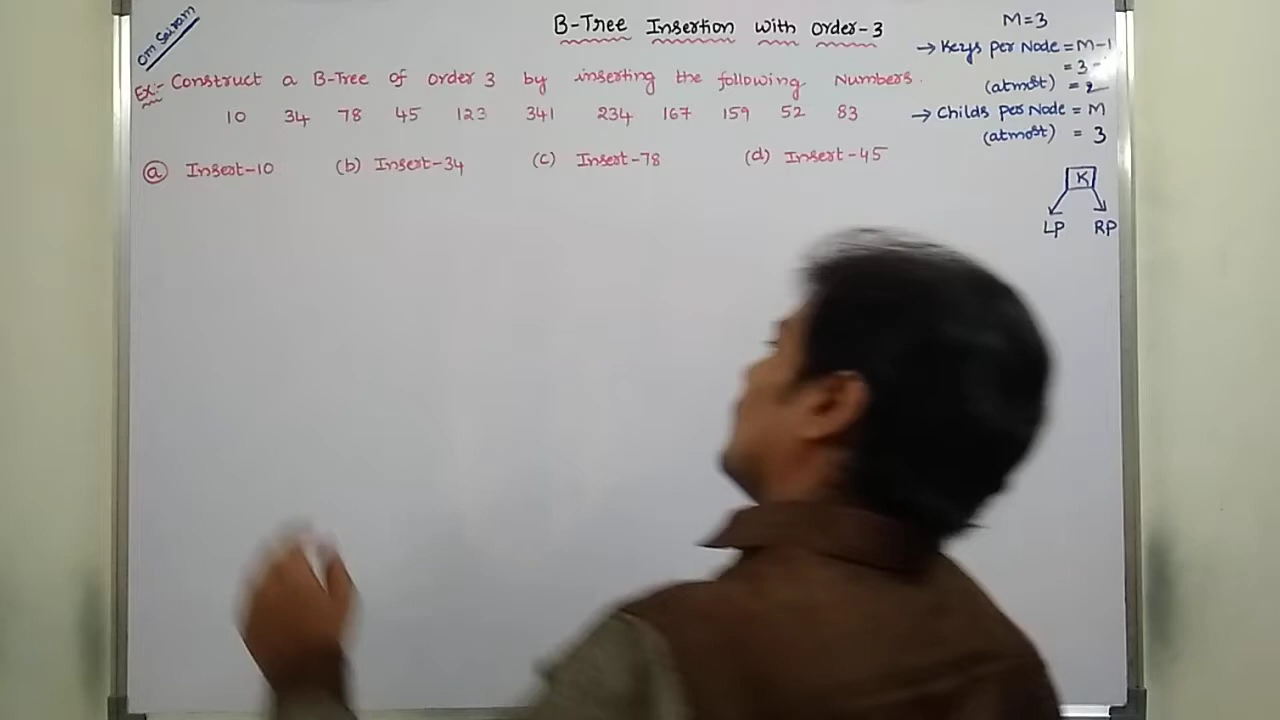 Om Sairam
B-Tree Insertion with order-3
M=3
→ Keys per Node = M-1
= 3-
(atmost) = 2
→ Childs per Node = M
(atmost) = 3
Ex:- Construct a B-Tree of order 3 by inserting the following Numbers.
10 34 78 45 123 341 234 167 159 52 83
(a) Insert-10 (b) Insert-34 (c) Insert-78 (d) Insert-45
K
LP RP